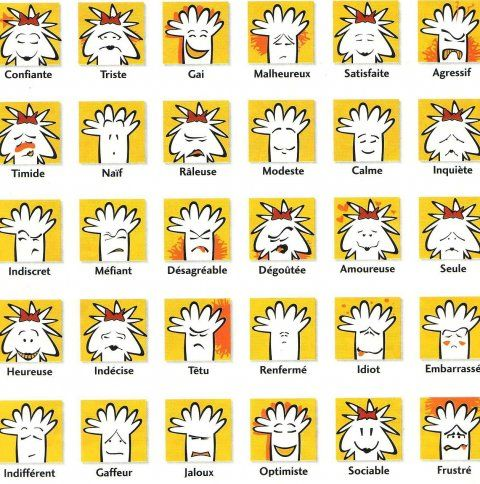 Confiante Triste Gai Malheureux Satisfaite Agressif
Timide Naïf Râleuse Modeste Calme Inquiète
Indiscret Méfiant Désagréable Dégoûtée Amoureuse Seule
Heureuse Indécise Têtu Renfermé Idiot Embarrassé
Indifférent Gaffeur Jaloux Optimiste Sociable Frustré